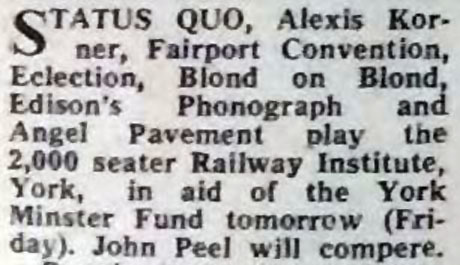 STATUS QUO, Alexis Kor-
ner, Fairport Convention,
Eclection, Blond on Blond,
Edison's Phonograph and
Angel Pavement play the
2,000 seater Railway Institute,
York, in aid of the York
Minster Fund tomorrow (Fri-
day). John Peel will compere.